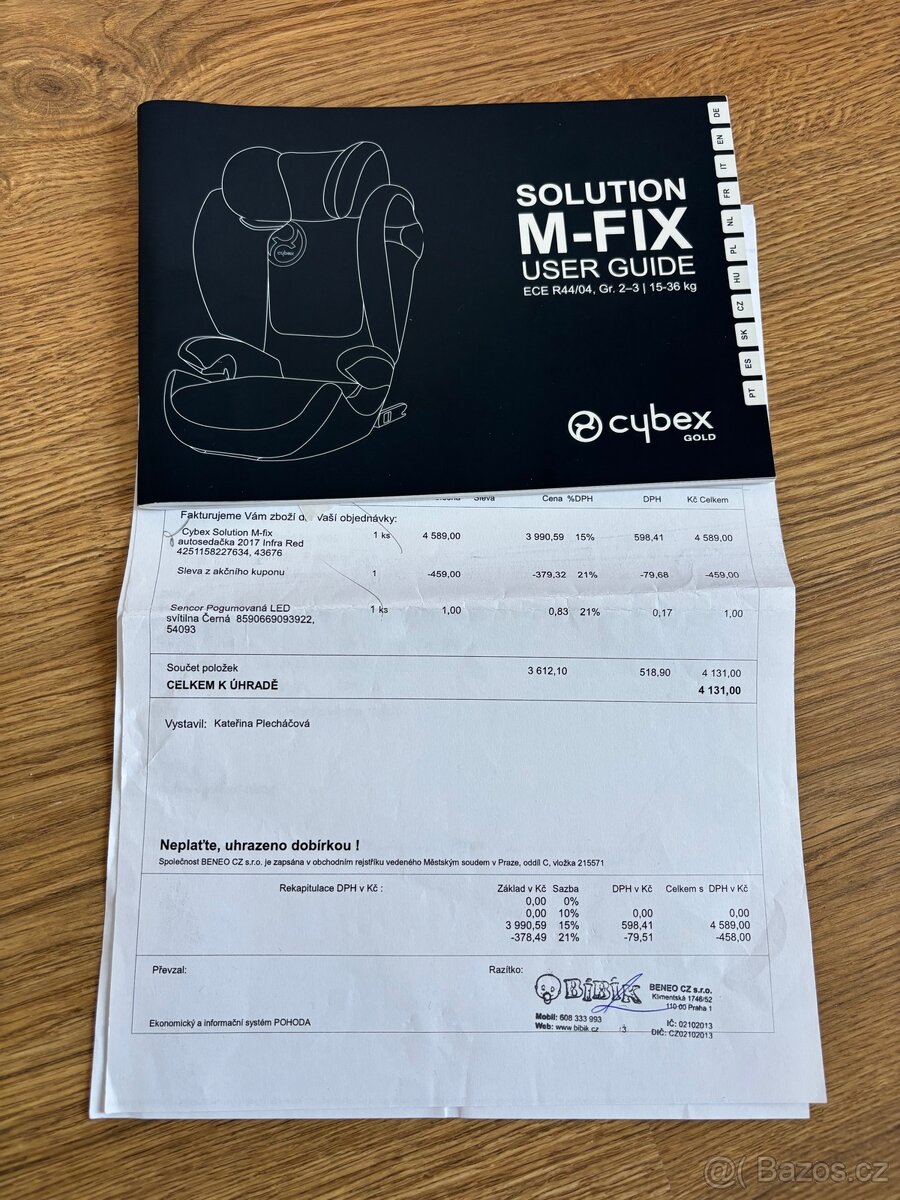 DE
EN
IT
FR
NL
PL
HU
CZ
SK
ES
PT
SOLUTION
M-FIX
USER GUIDE
ECE R44/04, Gr. 2–3 | 15-36 kg
cybex
cybex
GOLD
Sleva Cena %DPH DPH Kč Celkem
Fakturujeme Vám zboží Vaší objednávky:
Cybex Solution M-fix 1 ks 4 589,00 3 990,59 15% 598,41 4 589,00
autosedačka 2017 Infra Red
4251158227634, 43676
Sleva z akčního kuponu 1 -459,00 -379,32 21% -79,68 -459,00
Sencor Pogumovaná LED 1 ks 1,00 0,83 21% 0,17 1,00
svítilna Černá 8590669093922,
54093
Součet položek 3 612,10 518,90 4 131,00
CELKEM K ÚHRADĚ 4 131,00
Vystavil: Kateřina Plecháčová
Neplaťte, uhrazeno dobírkou !
Společnost BENEO CZ s.r.o. je zapsána v obchodním rejstříku vedeného Městským soudem v Praze, oddíl C, vložka 215571
Rekapitulace DPH v Kč : Základ v Kč Sazba DPH v Kč Celkem s DPH v Kč
0,00 0%
0,00 10% 0,00 0,00
3 990,59 15% 598,41 4 589,00
-378,49 21% -79,51 -458,00
Převzal: Razítko:
BIBIK BENEO CZ s.r.o.
Klimentská 1746/52
110 00 Praha 1
Mobil: 608 333 993
Web: www.bibik.cz
IČ: 02102013
DIČ: CZ02102013
Ekonomický a informační systém POHODA
@( Bazos.cz